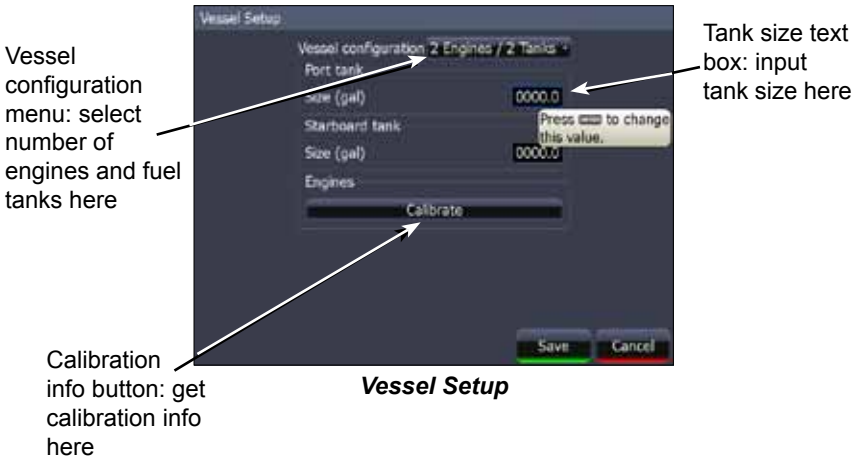 Vessel Setup
Vessel configuration 2 Engines / 2 Tanks
Port tank
Size (gal) 0000.0
Press to change
this value.
Starboard tank
Size (gal) 0000.0
Engines
Calibrate
Save Cancel
Vessel
configuration
menu: select
number of
engines and fuel
tanks here
Tank size text
box: input
tank size here
Calibration
info button: get
calibration info
here
Vessel Setup